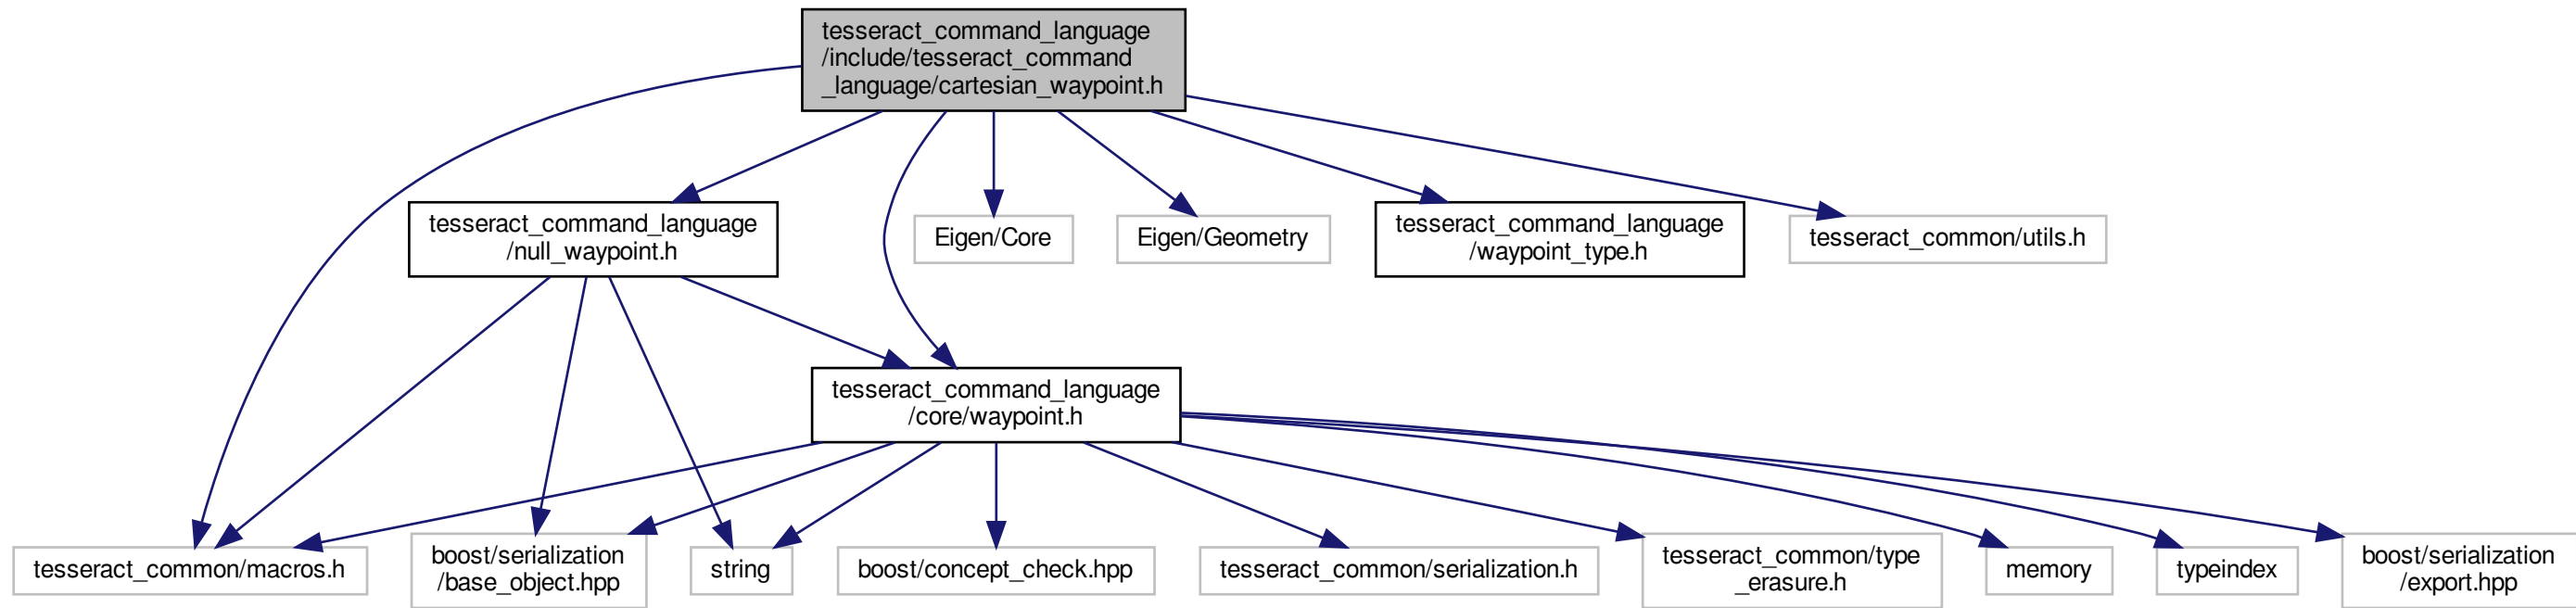 tesseract_command_language
/include/tesseract_command
_language/cartesian_waypoint.h
tesseract_command_language
/null_waypoint.h
Eigen/Core
Eigen/Geometry
tesseract_command_language
/waypoint_type.h
tesseract_common/utils.h
tesseract_command_language
/core/waypoint.h
tesseract_common/macros.h
boost/serialization
/base_object.hpp
string
boost/concept_check.hpp
tesseract_common/serialization.h
tesseract_common/type
_erasure.h
memory
typeindex
boost/serialization
/export.hpp